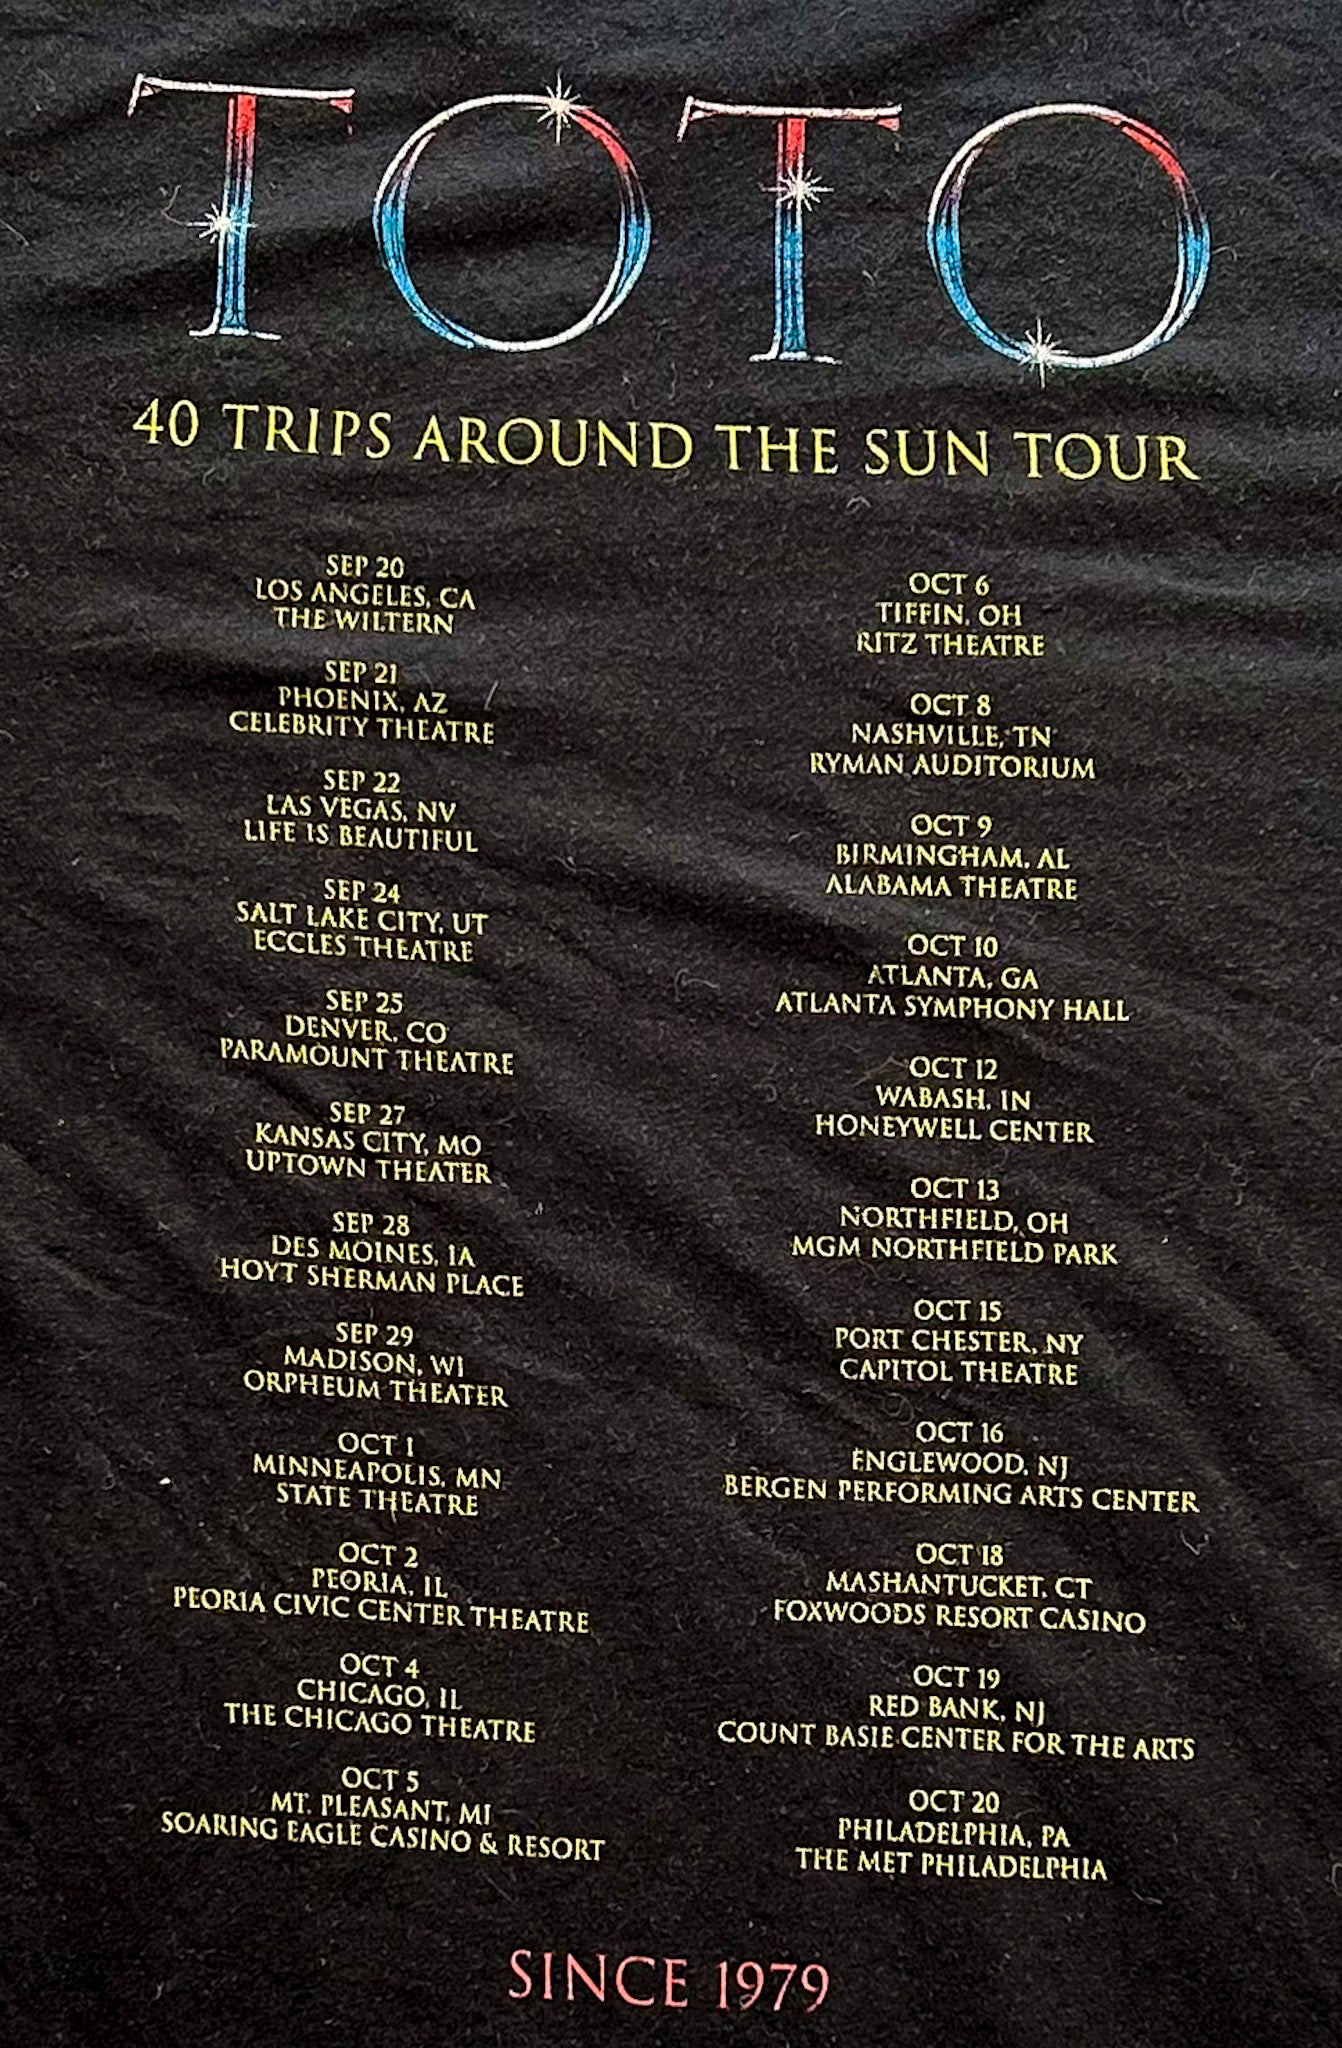 TOTO
40 TRIPS AROUND THE SUN TOUR
SEP 20
LOS ANGELES, CA
THE WILTERN
SEP 21
PHOENIX, AZ
CELEBRITY THEATRE
SEP 22
LAS VEGAS, NV
LIFE IS BEAUTIFUL
SEP 24
SALT LAKE CITY, UT
ECCLES THEATRE
SEP 25
DENVER, CO
PARAMOUNT THEATRE
SEP 27
KANSAS CITY, MO
UPTOWN THEATER
SEP 28
DES MOINES, IA
HOYT SHERMAN PLACE
SEP 29
MADISON, WI
ORPHEUM THEATER
OCT 1
MINNEAPOLIS, MN
STATE THEATRE
OCT 2
PEORIA, IL
PEORIA CIVIC CENTER THEATRE
OCT 4
CHICAGO, IL
THE CHICAGO THEATRE
OCT 5
MT. PLEASANT, MI
SOARING EAGLE CASINO & RESORT
OCT 6
TIFFIN, OH
RITZ THEATRE
OCT 8
NASHVILLE, TN
RYMAN AUDITORIUM
OCT 9
BIRMINGHAM, AL
ALABAMA THEATRE
OCT 10
ATLANTA, GA
ATLANTA SYMPHONY HALL
OCT 12
WABASH, IN
HONEYWELL CENTER
OCT 13
NORTHFIELD, OH
MGM NORTHFIELD PARK
OCT 15
PORT CHESTER, NY
CAPITOL THEATRE
OCT 16
ENGLEWOOD, NJ
BERGEN PERFORMING ARTS CENTER
OCT 18
MASHANTUCKET, CT
FOXWOODS RESORT CASINO
OCT 19
RED BANK, NJ
COUNT BASIE CENTER FOR THE ARTS
OCT 20
PHILADELPHIA, PA
THE MET PHILADELPHIA
SINCE 1979